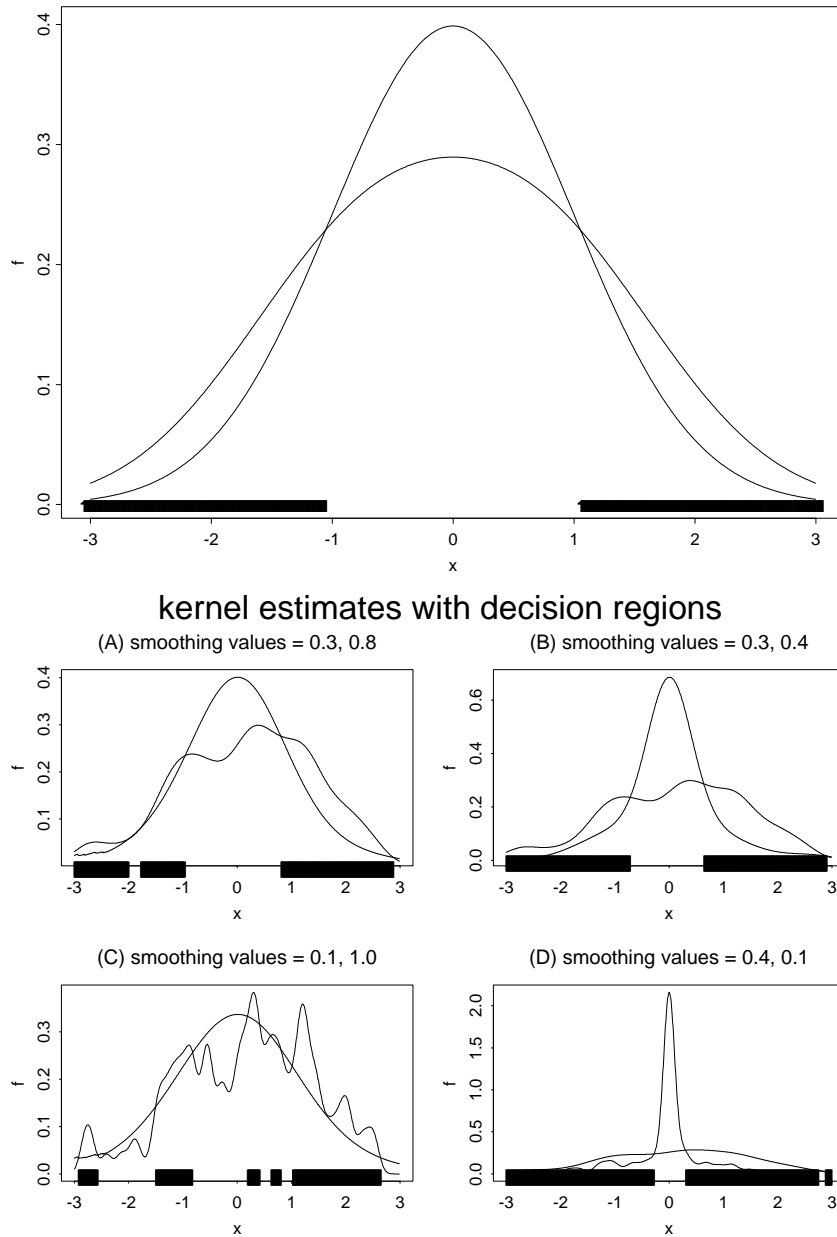 0.4
0.3
f
0.2
0.1
0.0
-3 -2 -1 0 1 2 3
x
kernel estimates with decision regions
(A) smoothing values = 0.3, 0.8
0.4
0.3
f
0.2
0.1
-3 -2 -1 0 1 2 3
x
(B) smoothing values = 0.3, 0.4
0.6
0.4
f
0.2
0.0
-3 -2 -1 0 1 2 3
x
(C) smoothing values = 0.1, 1.0
0.3
f
0.2
0.1
0.0
-3 -2 -1 0 1 2 3
x
(D) smoothing values = 0.4, 0.1
2.0
1.5
f
1.0
0.5
0.0
-3 -2 -1 0 1 2 3
x